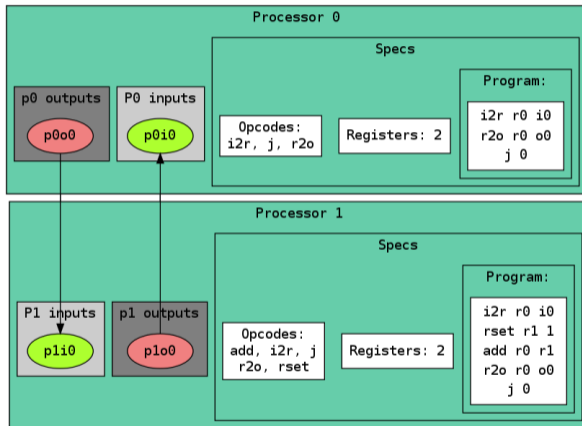 Processor 0
Specs
p0 outputs
P0 inputs
Program:
p0o0
p0i0
Opcodes:
i2r, j, r2o
Registers: 2
i2r r0 i0
r2o r0 o0
j 0
Processor 1
Specs
P1 inputs
p1 outputs
Program:
p1i0
p1o0
Opcodes:
add, i2r, j
r2o, rset
Registers: 2
i2r r0 i0
rset r1 1
add r0 r1
r2o r0 o0
j 0